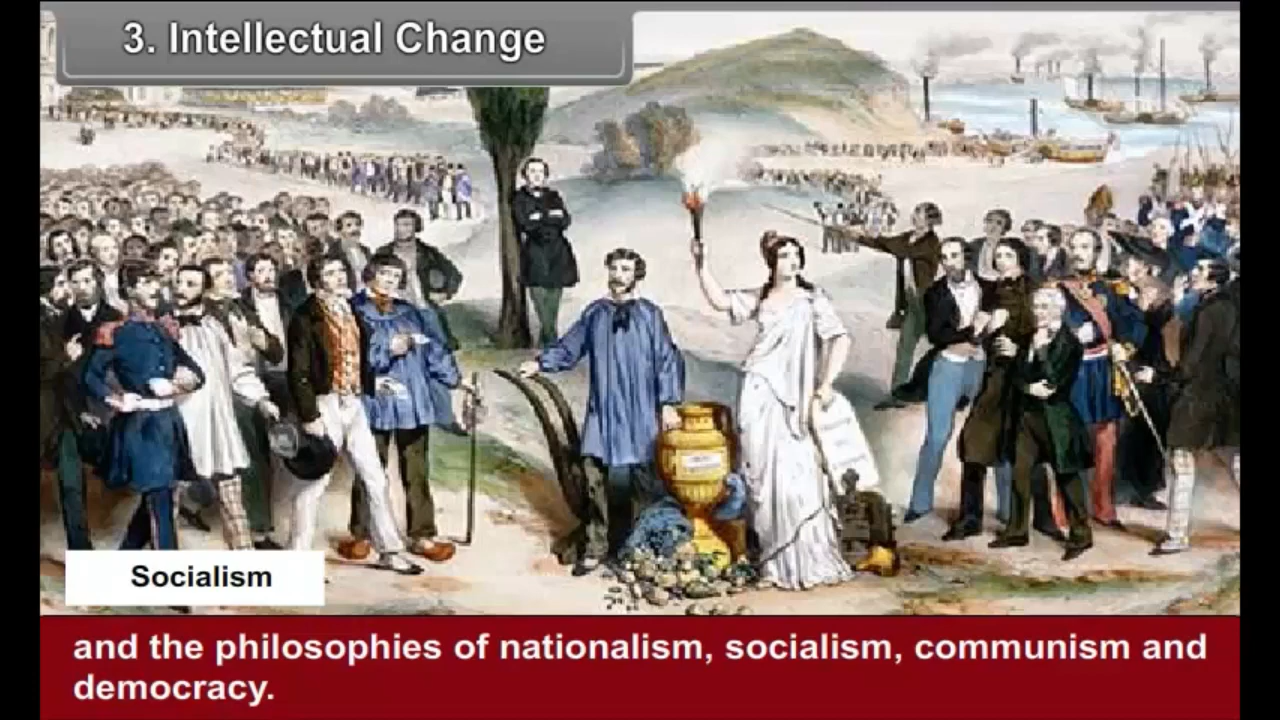 3. Intellectual Change
Socialism
and the philosophies of nationalism, socialism, communism and
democracy.